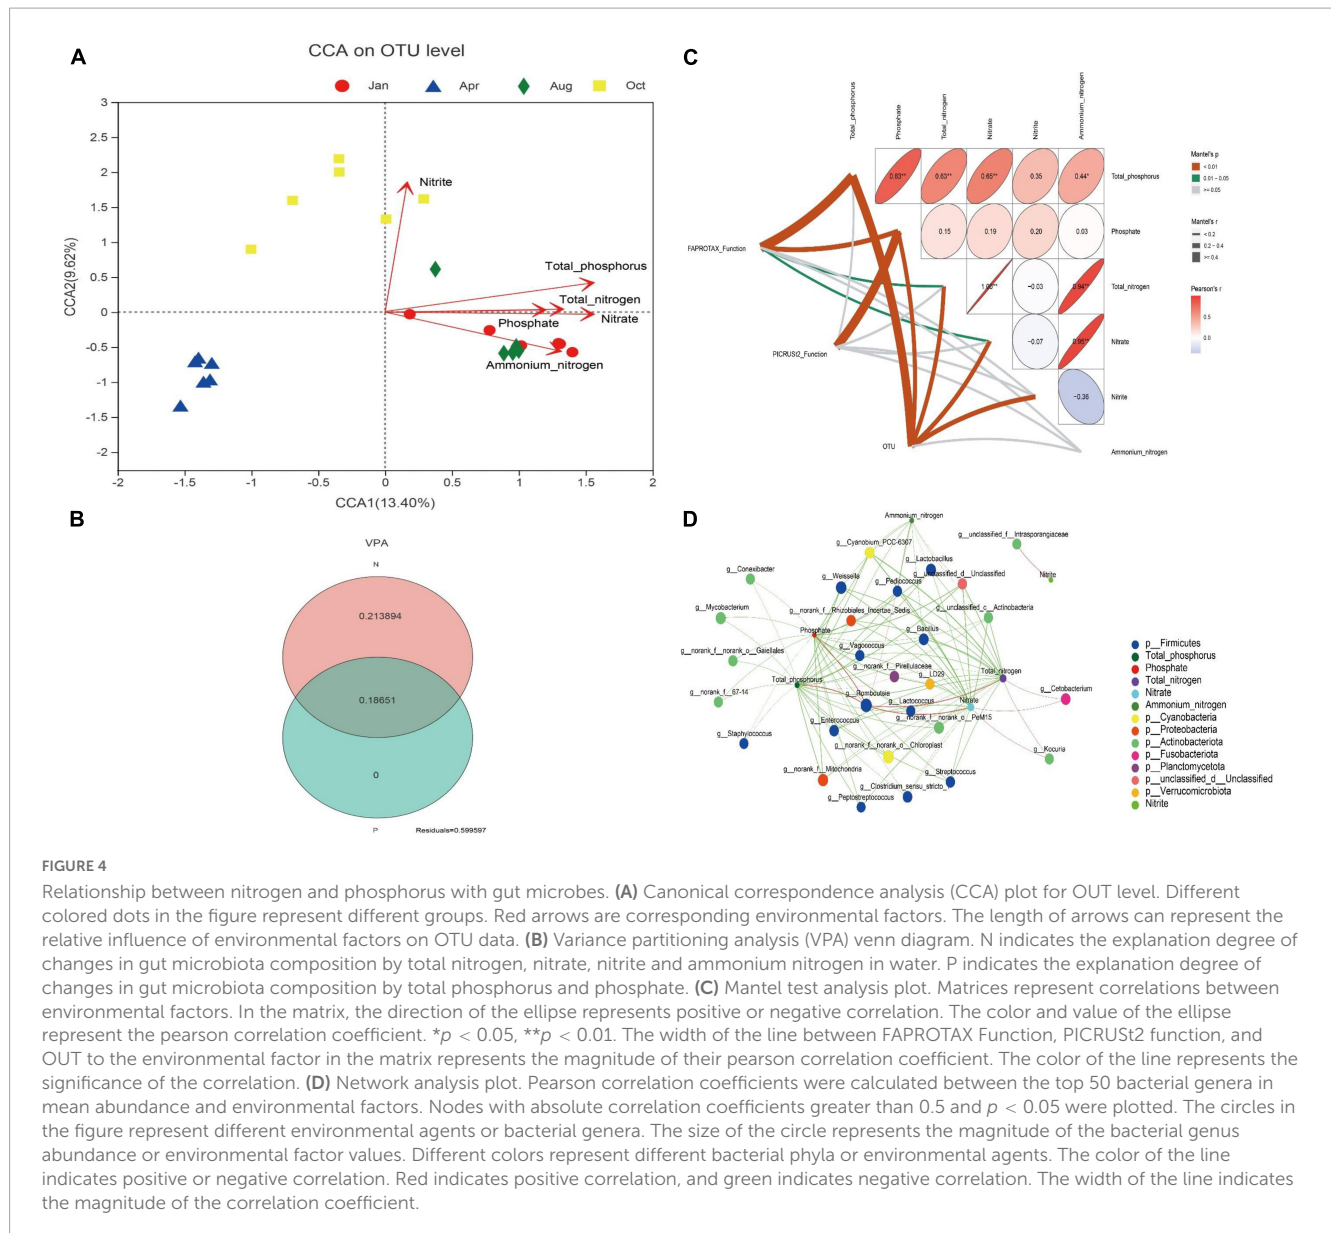 A
CCA on OTU level
Jan Apr Aug Oct
3
2.5
2
1.5
1
0.5
0
-0.5
-1
-1.5
-2
CCA2(9.62%)
Nitrite
Total_phosphorus
Total_nitrogen
Phosphate
Nitrate
Ammonium_nitrogen
-2 -1.5 -1 -0.5 0 0.5 1 1.5 2
CCA1(13.40%)
B
VPA
N
0.213894
0.18651
0
P
Residuals=0.599597
C
Total_phosphorus
Phosphate
Total_nitrogen
Nitrate
Nitrite
Ammonium_nitrogen
0.83** 0.63** 0.65** 0.35 0.44* Total_phosphorus
0.15 0.19 0.20 0.03 Phosphate
1.00** −0.03 0.94** Total_nitrogen
−0.07 0.95** Nitrate
−0.36 Nitrite
Ammonium_nitrogen
FAPROTAX_Function
PICRUSt2_Function
OTU
Mantel's p
< 0.01
0.01 − 0.05
>= 0.05
Mantel's r
< 0.2
0.2 − 0.4
>= 0.4
Pearson's r
0.5
0.0
D
Ammonium_nitrogen
g__unclassified_f__Intrasporangiaceae
g__Cyanobium_PCC-6307
g__Lactobacillus
g__Conexibacter
g__Weissella
g__Pediococcus
g__unclassified_d__Unclassified
Nitrite
g__Mycobacterium
g__norank_f__Rhizobiales_Incertae_Sedis
g__unclassified_c__Actinobacteria
Phosphate
g__Bacillus
g__norank_f__norank_o__Gaiellales
g__Vagococcus
g__norank_f__Pirellulaceae
Total_phosphorus
g__LD29
Total_nitrogen
g__norank_f__67-14
g__Romboutsia
g__Lactococcus
Nitrate
g__Cetobacterium
g__Enterococcus
g__norank_f__norank_o__PeM15
g__Staphylococcus
g__norank_f__norank_o__Chloroplast
g__Kocuria
g__norank_f__Mitochondria
g__Streptococcus
g__Clostridium_sensu_stricto_
g__Peptostreptococcus
p__Firmicutes
Total_phosphorus
Phosphate
Total_nitrogen
Nitrate
Ammonium_nitrogen
p__Cyanobacteria
p__Proteobacteria
p__Actinobacteriota
p__Fusobacteriota
p__Planctomycetota
p__unclassified_d__Unclassified
p__Verrucomicrobiota
Nitrite
FIGURE 4
Relationship between nitrogen and phosphorus with gut microbes. (A) Canonical correspondence analysis (CCA) plot for OUT level. Different
colored dots in the figure represent different groups. Red arrows are corresponding environmental factors. The length of arrows can represent the
relative influence of environmental factors on OTU data. (B) Variance partitioning analysis (VPA) venn diagram. N indicates the explanation degree of
changes in gut microbiota composition by total nitrogen, nitrate, nitrite and ammonium nitrogen in water. P indicates the explanation degree of
changes in gut microbiota composition by total phosphorus and phosphate. (C) Mantel test analysis plot. Matrices represent correlations between
environmental factors. In the matrix, the direction of the ellipse represents positive or negative correlation. The color and value of the ellipse
represent the pearson correlation coefficient. *p < 0.05, **p < 0.01. The width of the line between FAPROTAX Function, PICRUSt2 function, and
OUT to the environmental factor in the matrix represents the magnitude of their pearson correlation coefficient. The color of the line represents the
significance of the correlation. (D) Network analysis plot. Pearson correlation coefficients were calculated between the top 50 bacterial genera in
mean abundance and environmental factors. Nodes with absolute correlation coefficients greater than 0.5 and p < 0.05 were plotted. The circles in
the figure represent different environmental agents or bacterial genera. The size of the circle represents the magnitude of the bacterial genus
abundance or environmental factor values. Different colors represent different bacterial phyla or environmental agents. The color of the line
indicates positive or negative correlation. Red indicates positive correlation, and green indicates negative correlation. The width of the line indicates
the magnitude of the correlation coefficient.